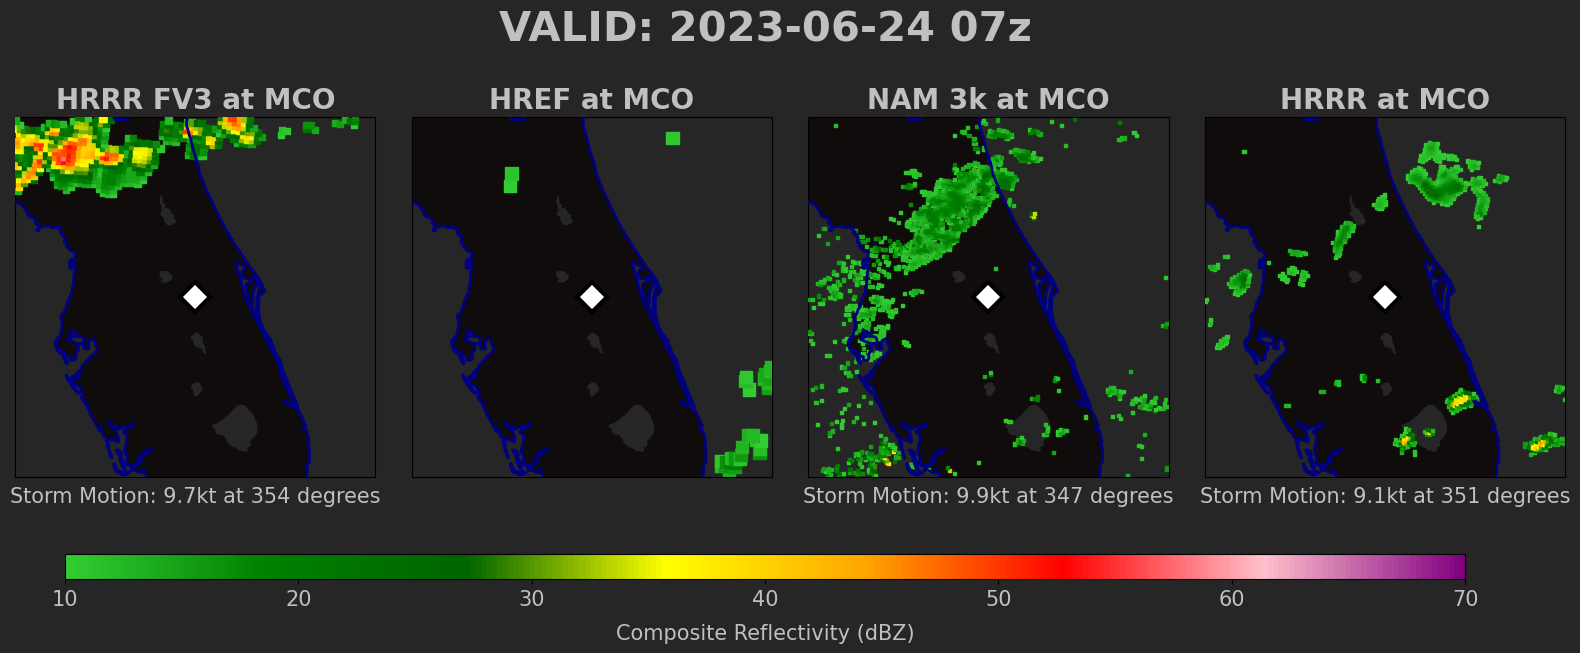 VALID: 2023-06-24 07z
HRRR FV3 at MCO
HREF at MCO
NAM 3k at MCO
HRRR at MCO
Storm Motion: 9.7kt at 354 degrees
Storm Motion: 9.9kt at 347 degrees
Storm Motion: 9.1kt at 351 degrees
10 20 30 40 50 60 70
Composite Reflectivity (dBZ)